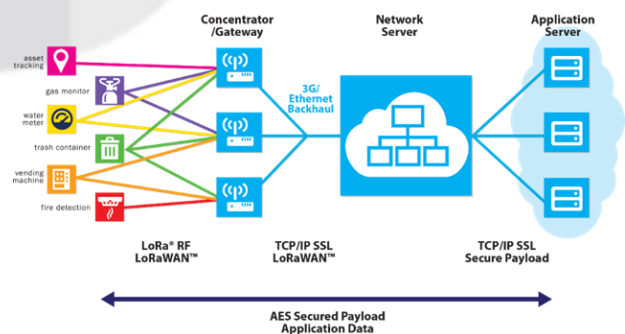 Concentrator
/Gateway
Network
Server
Application
Server
asset
tracking
gas monitor
water
meter
trash container
vending
machine
fire detection
3G/
Ethernet
Backhaul
LoRa® RF
LoRaWAN™
TCP/IP SSL
LoRaWAN™
TCP/IP SSL
Secure Payload
AES Secured Payload
Application Data